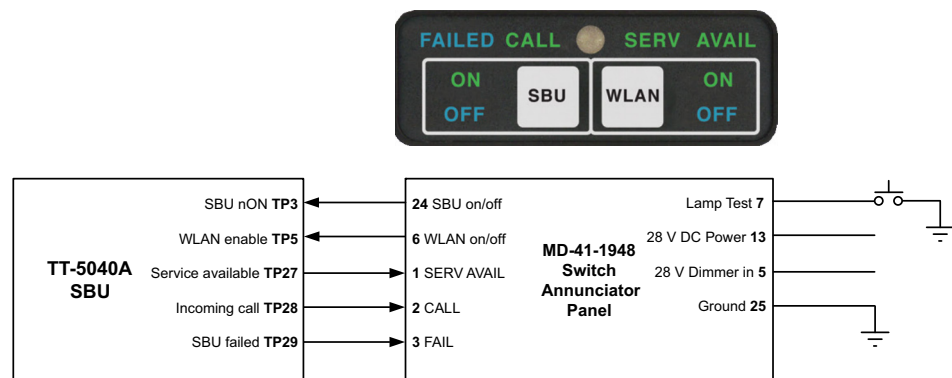 FAILED CALL SERV AVAIL
ON SBU WLAN ON
OFF OFF
SBU nON TP3
WLAN enable TP5
TT-5040A
SBU
Service available TP27
Incoming call TP28
SBU failed TP29
24 SBU on/off
6 WLAN on/off
1 SERV AVAIL
2 CALL
3 FAIL
MD-41-1948
Switch
Annunciator
Panel
Lamp Test 7
28 V DC Power 13
28 V Dimmer in 5
Ground 25